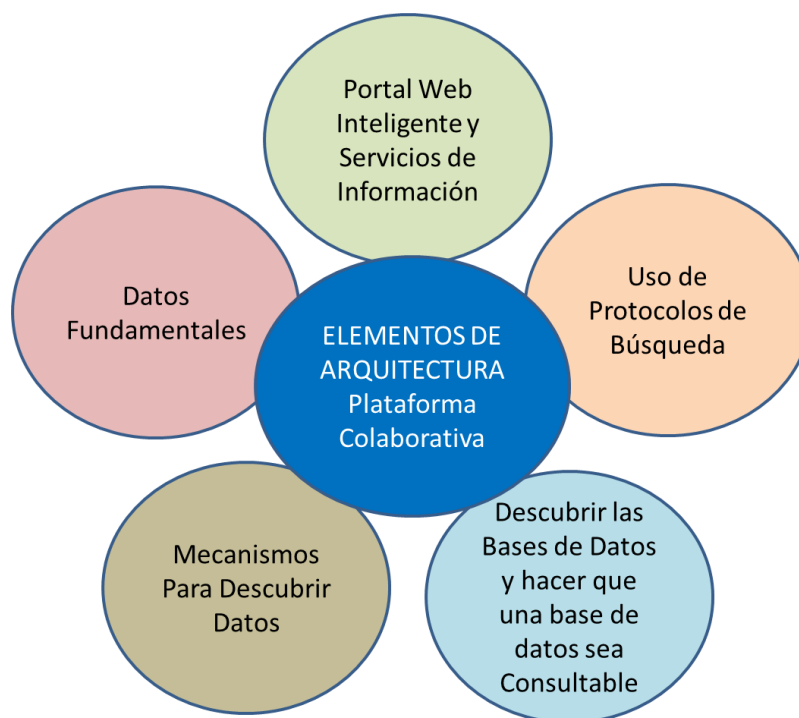 Portal Web
Inteligente y
Servicios de
Información
Datos
Fundamentales
ELEMENTOS DE
ARQUITECTURA
Plataforma
Colaborativa
Uso de
Protocolos de
Búsqueda
Mecanismos
Para Descubrir
Datos
Descubrir las
Bases de Datos
y hacer que
una base de
datos sea
Consultable